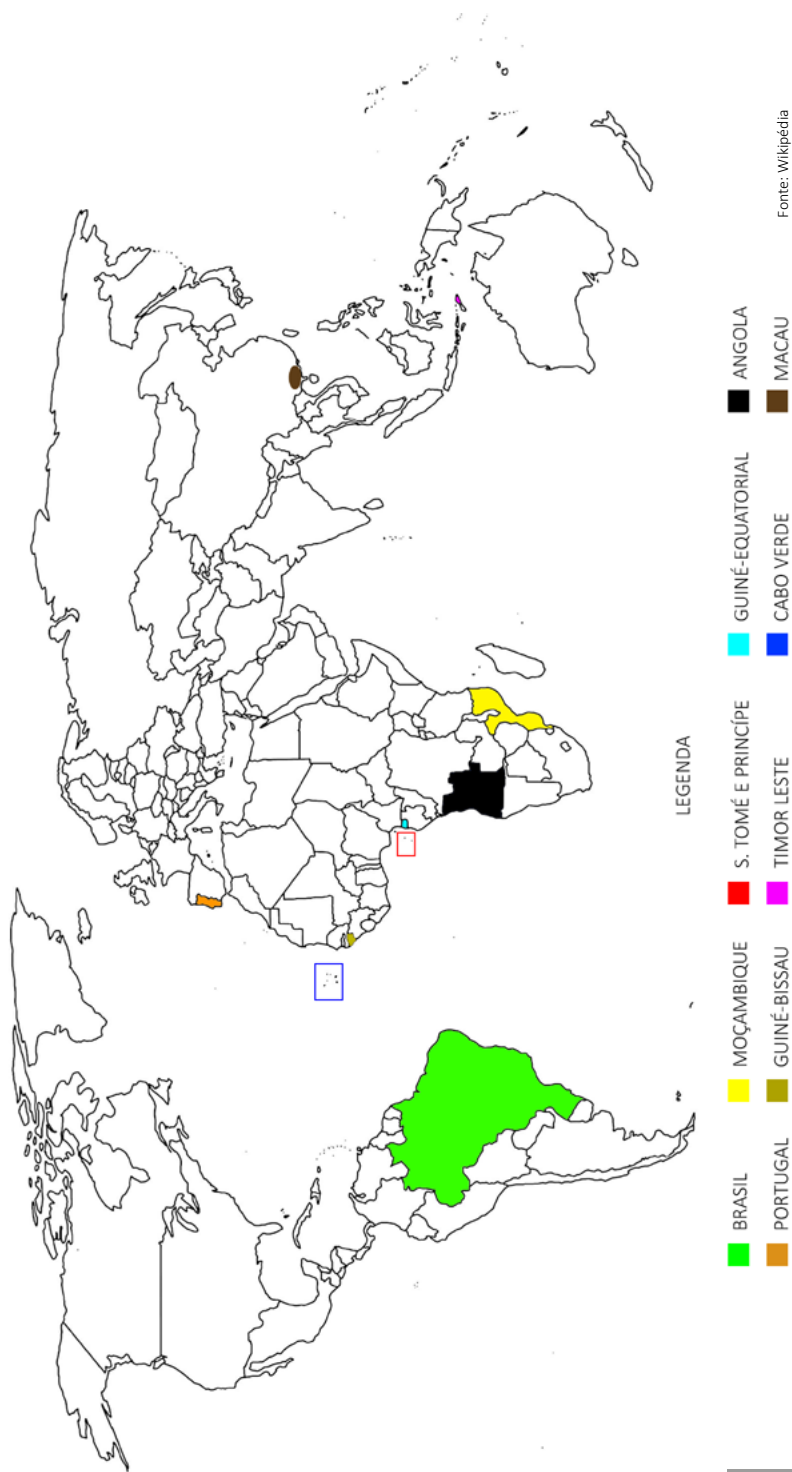 LEGENDA
BRASIL
MOÇAMBIQUE
S. TOMÉ E PRINCÍPE
GUINÉ-EQUATORIAL
ANGOLA
PORTUGAL
GUINÉ-BISSAU
TIMOR LESTE
CABO VERDE
MACAU
Fonte: Wikipédia